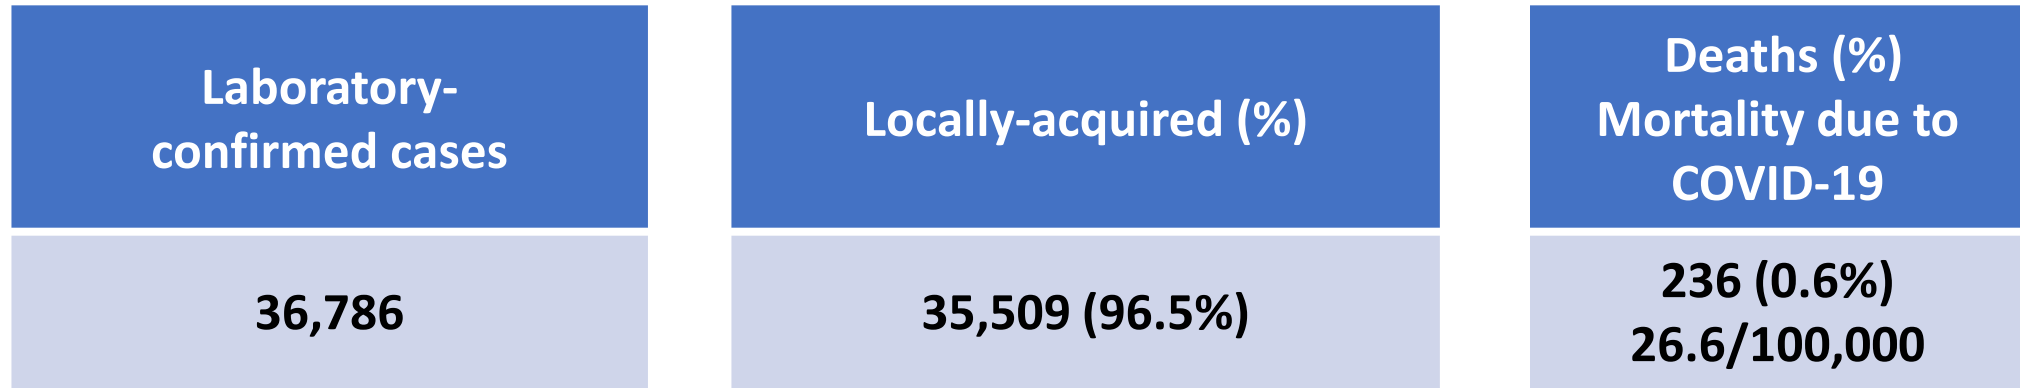 Laboratory-
confirmed cases
36,786
Locally-acquired (%)
35,509 (96.5%)
Deaths (%)
Mortality due to
COVID-19
236 (0.6%)
26.6/100,000